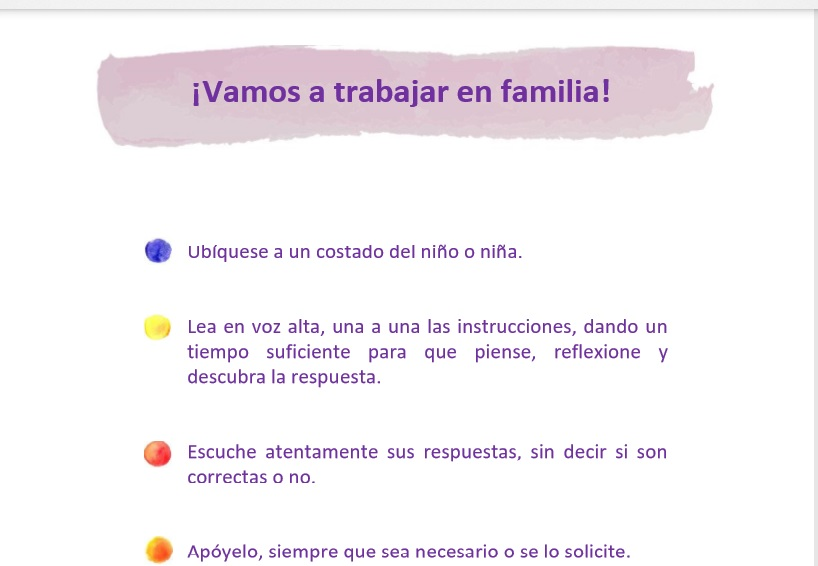 ¡Vamos a trabajar en familia!
Ubíquese a un costado del niño o niña.
Lea en voz alta, una a una las instrucciones, dando un
tiempo suficiente para que piense, reflexione y
descubra la respuesta.
Escuche atentamente sus respuestas, sin decir si son
correctas o no.
Apóyelo, siempre que sea necesario o se lo solicite.